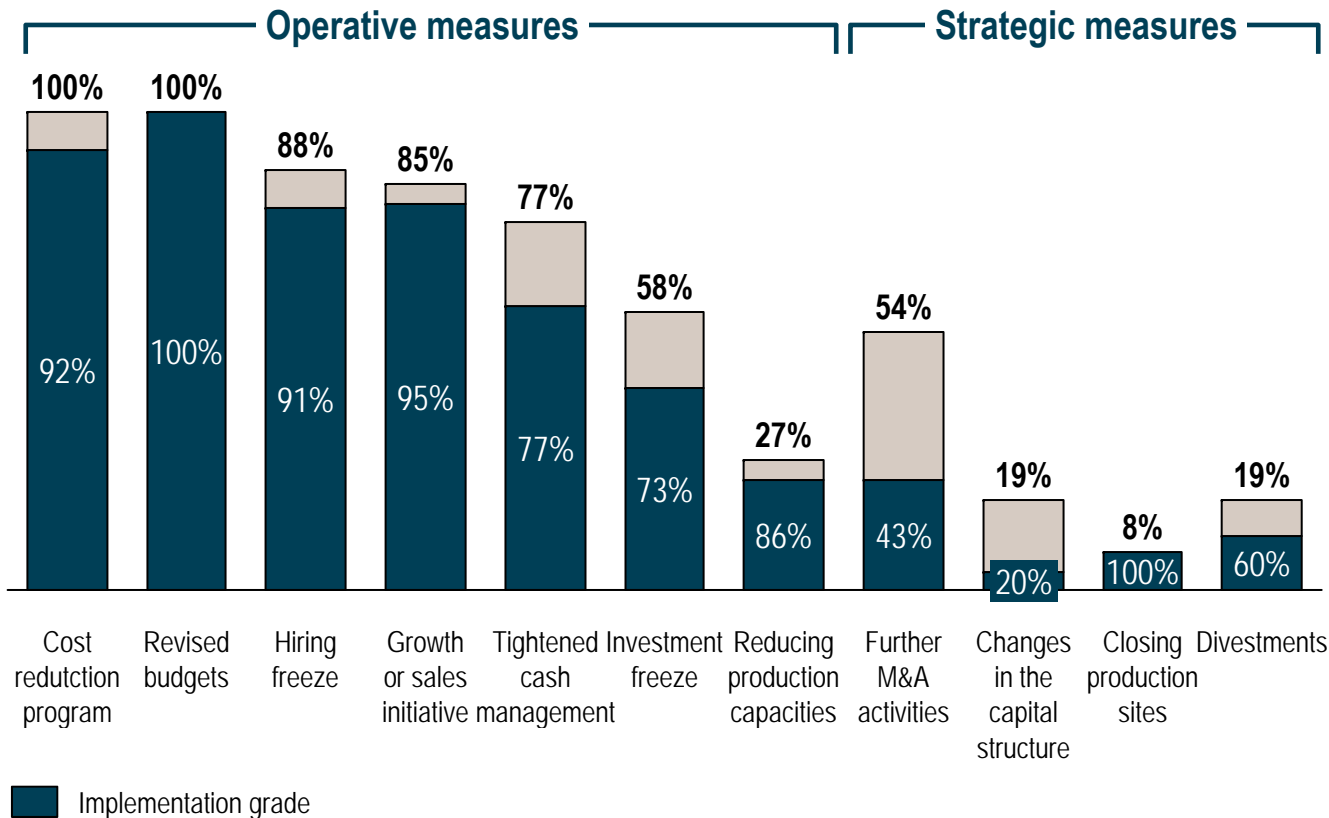 Operative measures
Strategic measures
100%
100%
88%
85%
77%
58%
27%
54%
19%
8%
19%
92%
100%
91%
95%
77%
73%
86%
43%
20%
100%
60%
Cost
redutction
program
Revised
budgets
Hiring
freeze
Growth
or sales
initiative
Tightened
cash
management
Investment
freeze
Reducing
production
capacities
Further
M&A
activities
Changes
in the
capital
structure
Closing
production
sites
Divestments
Implementation grade